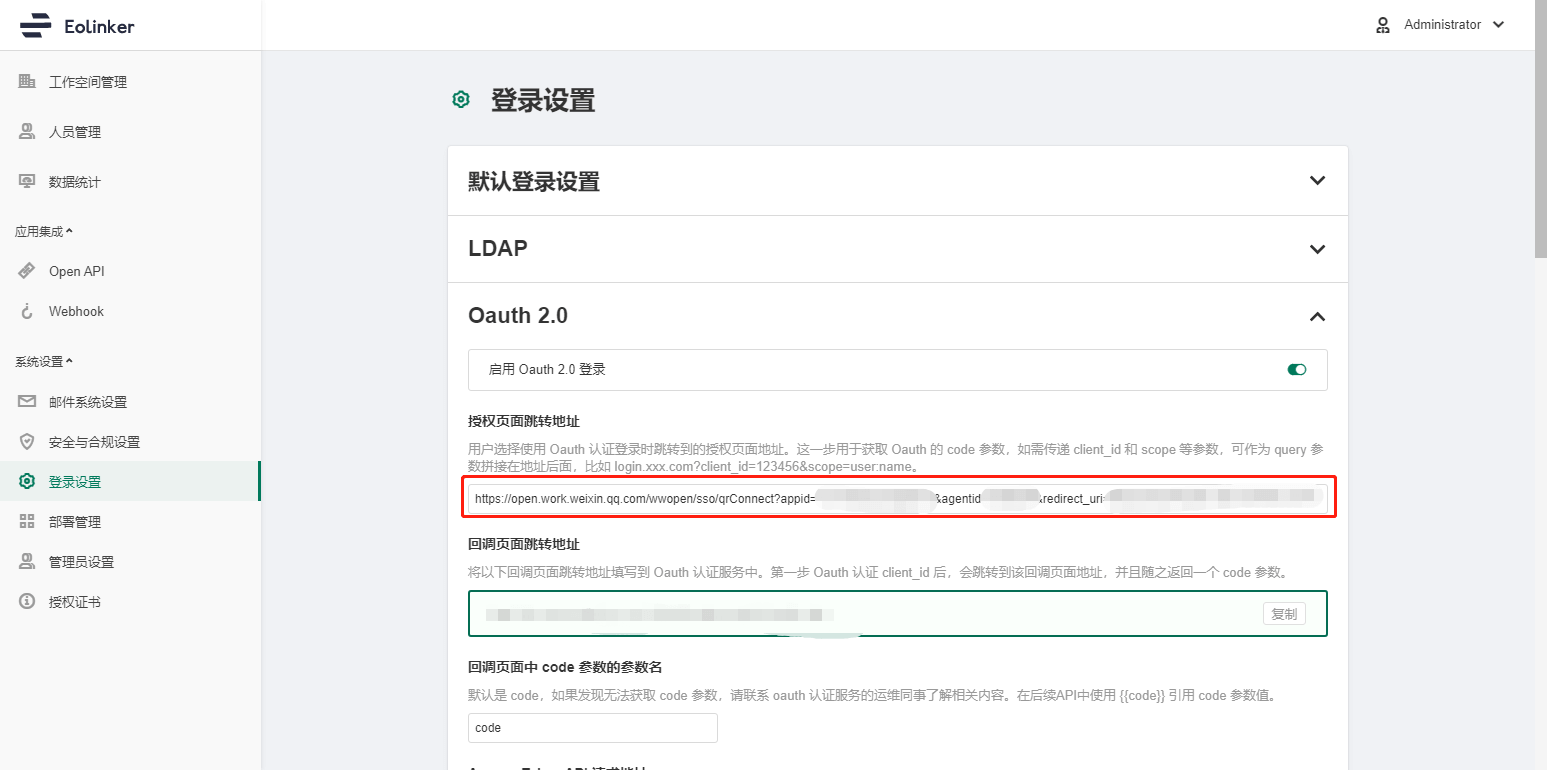 Eolinker
Administrator
工作空间管理
人员管理
数据统计
应用集成
Open API
Webhook
系统设置
邮件系统设置
安全与合规设置
登录设置
部署管理
管理员设置
授权证书
登录设置
默认登录设置
LDAP
Oauth 2.0
启用 Oauth 2.0 登录
授权页面跳转地址
用户选择使用 Oauth 认证登录时跳转到的授权页面地址。这一步用于获取 Oauth 的 code 参数，如需传递 client_id 和 scope 等参数，可作为 query 参
数拼接在地址后面，比如 login.xxx.com?client_id=123456&scope=user:name。
https://open.work.weixin.qq.com/wwopen/sso/qrConnect?appid= &agentid &redirect_uri=
回调页面跳转地址
将以下回调页面跳转地址填写到 Oauth 认证服务中。第一步 Oauth 认证 client_id 后，会跳转到该回调页面地址，并且随之返回一个 code 参数。
复制
回调页面中 code 参数的参数名
默认是 code，如果发现无法获取 code 参数，请联系 oauth 认证服务的运维同事了解相关内容。在后续API中使用 {{code}} 引用 code 参数值。
code